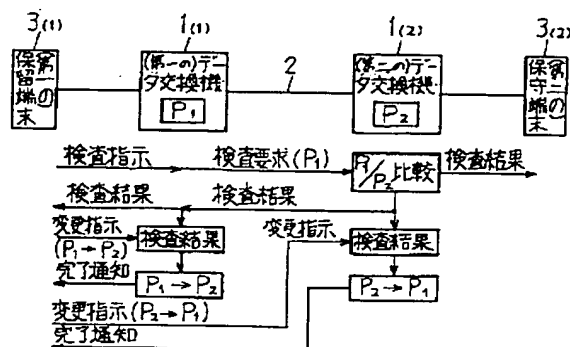 3(1)
1(1)
1(2)
3(2)
第一の
保留端末
(第一の)デー
タ交換機
P1
2
(第二の)デー
タ交換機
P2
第二の
保守端末
検査指示
検査要求(P1)
P1/P2比較
検査結果
検査結果
検査結果
変更指示
(P1→P2)
検査結果
変更指示
検査結果
完了通知
P1→P2
P2→P1
変更指示(P2→P1)
完了通知